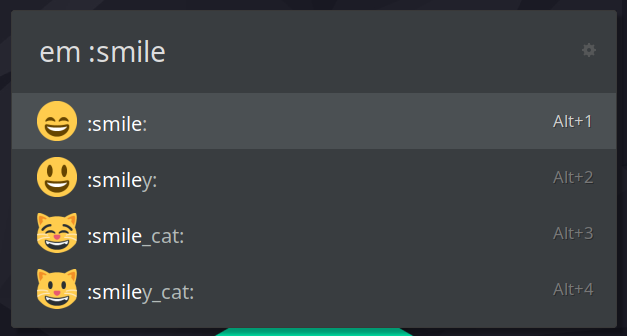 em :smile
:smile: Alt+1
:smiley: Alt+2
:smile_cat: Alt+3
:smiley_cat: Alt+4